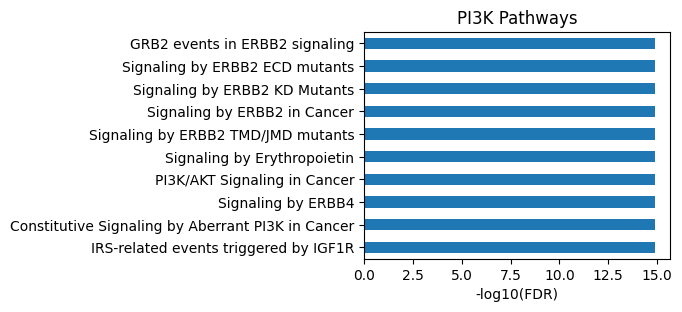 PI3K Pathways
GRB2 events in ERBB2 signaling
Signaling by ERBB2 ECD mutants
Signaling by ERBB2 KD Mutants
Signaling by ERBB2 in Cancer
Signaling by ERBB2 TMD/JMD mutants
Signaling by Erythropoietin
PI3K/AKT Signaling in Cancer
Signaling by ERBB4
Constitutive Signaling by Aberrant PI3K in Cancer
IRS-related events triggered by IGF1R
0.0 2.5 5.0 7.5 10.0 12.5 15.0
-log10(FDR)